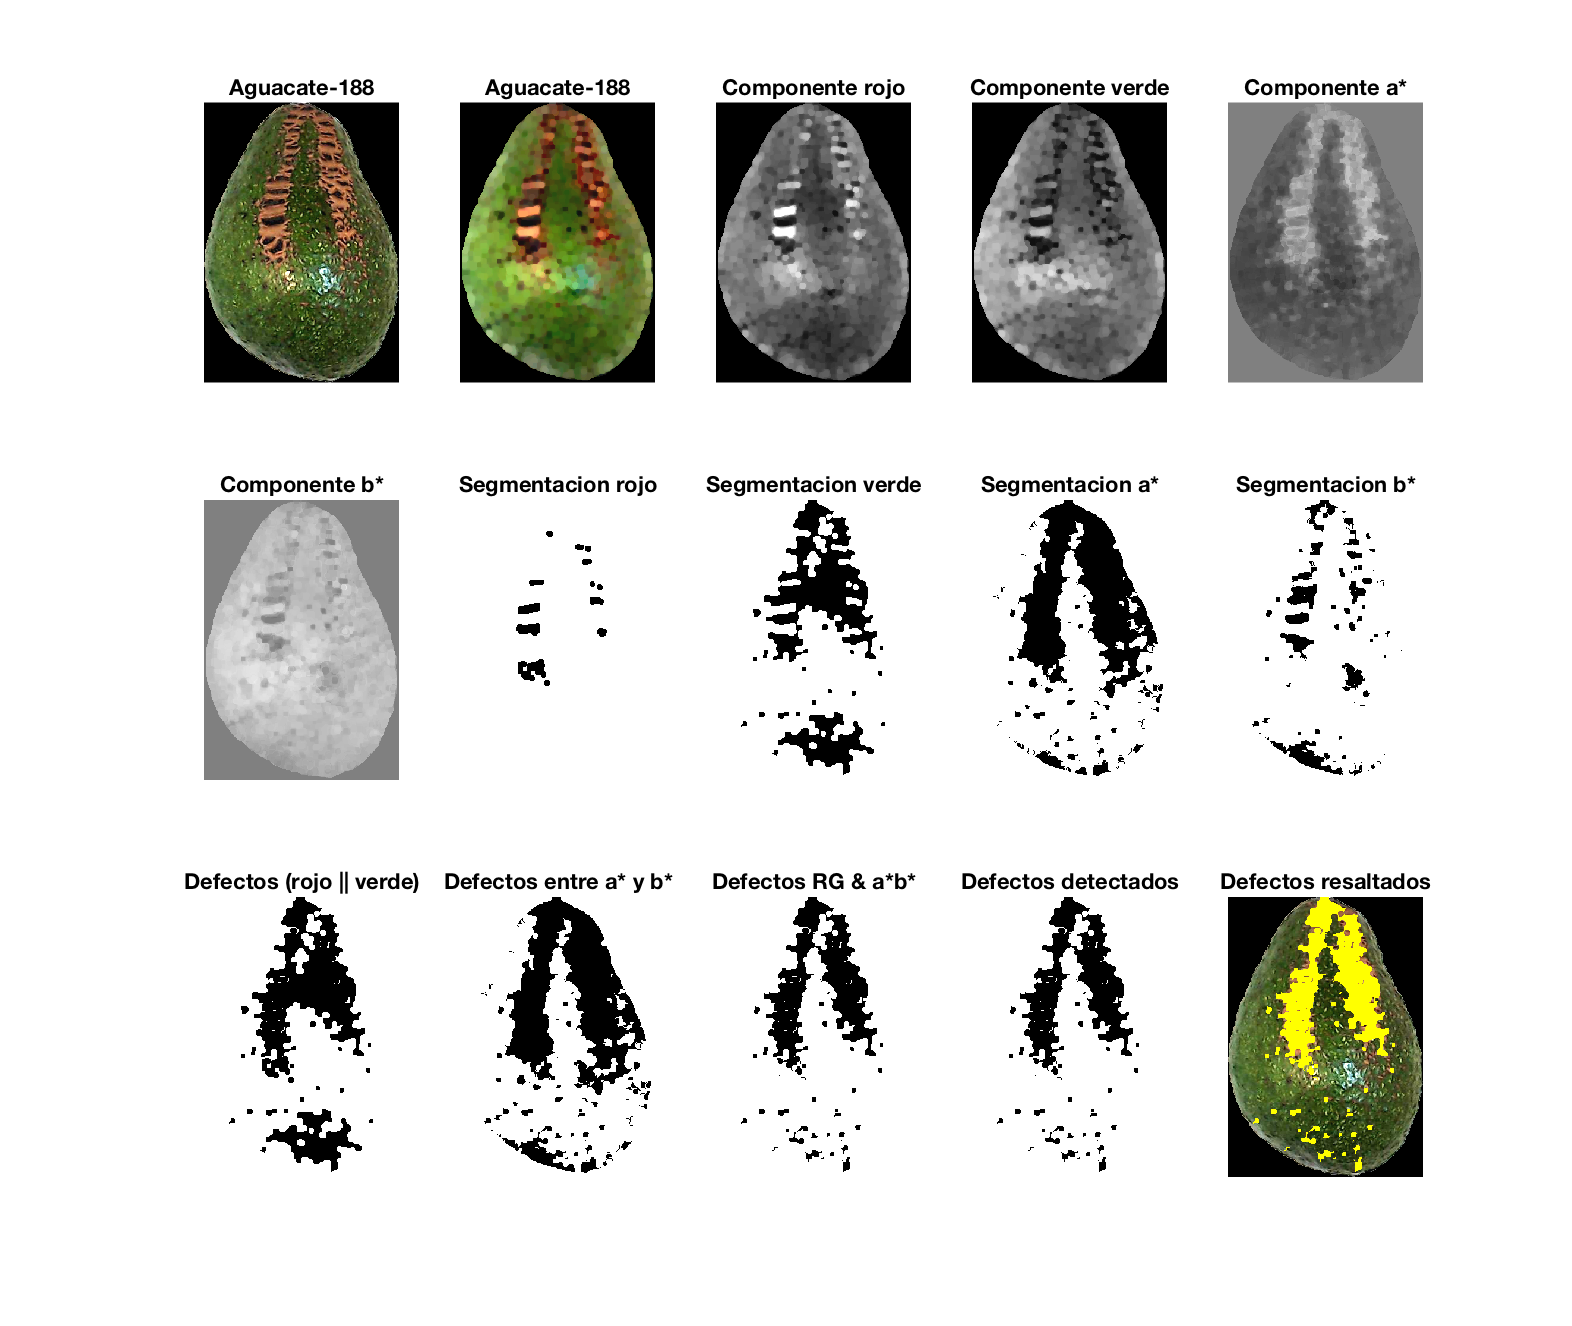 Aguacate-188
Aguacate-188
Componente rojo
Componente verde
Componente a*
Componente b*
Segmentacion rojo
Segmentacion verde
Segmentacion a*
Segmentacion b*
Defectos (rojo || verde)
Defectos entre a* y b*
Defectos RG & a*b*
Defectos detectados
Defectos resaltados